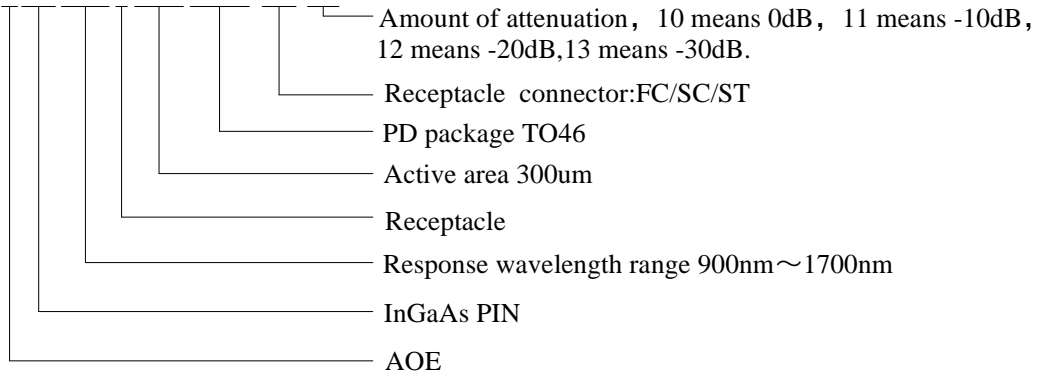 Amount of attenuation，10 means 0dB，11 means -10dB，
12 means -20dB,13 means -30dB.
Receptacle connector:FC/SC/ST
PD package TO46
Active area 300um
Receptacle
Response wavelength range 900nm～1700nm
InGaAs PIN
AOE